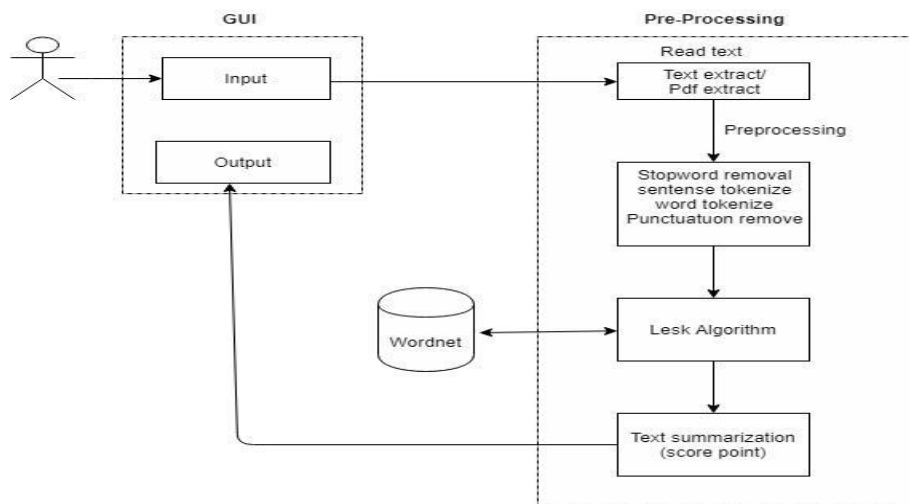 GUI
Pre-Processing
Input
Output
Read text
Text extract/
Pdf extract
Preprocessing
Stopword removal
sentense tokenize
word tokenize
Punctuatuon remove
Wordnet
Lesk Algorithm
Text summarization
(score point)